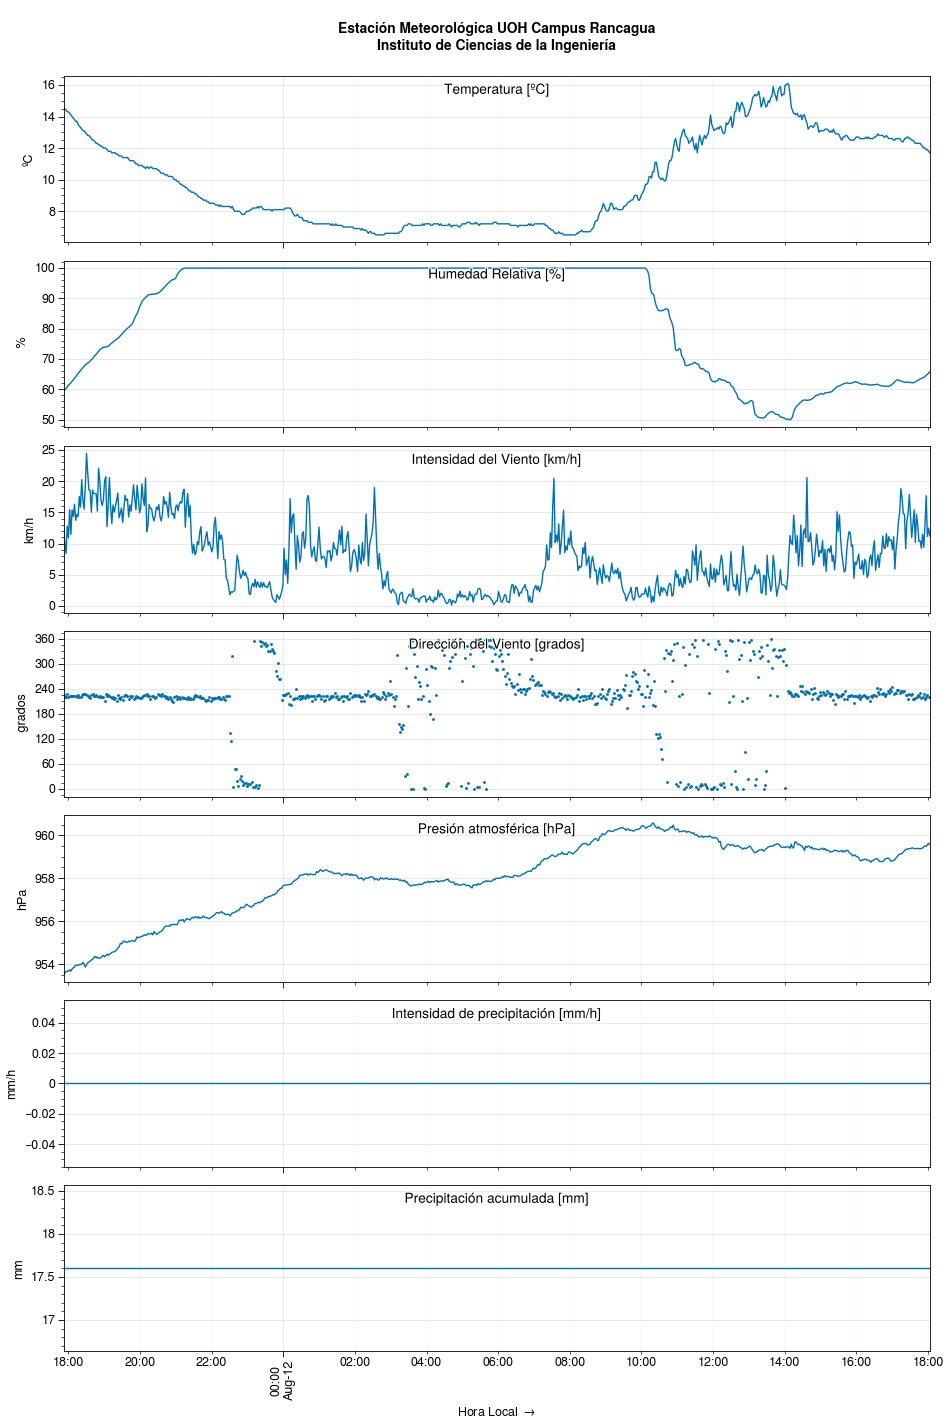 Estación Meteorológica UOH Campus Rancagua
Instituto de Ciencias de la Ingeniería
Temperatura [ºC]
ºC
16
14
12
10
8
Humedad Relativa [%]
%
100
90
80
70
60
50
Intensidad del Viento [km/h]
km/h
25
20
15
10
5
0
Dirección del Viento [grados]
grados
360
300
240
180
120
60
0
Presión atmosférica [hPa]
hPa
960
958
956
954
Intensidad de precipitación [mm/h]
mm/h
0.04
0.02
0
−0.02
−0.04
Precipitación acumulada [mm]
mm
18.5
18
17.5
17
18:00 20:00 22:00 00:00 02:00 04:00 06:00 08:00 10:00 12:00 14:00 16:00 18:00
Aug-12
Hora Local →